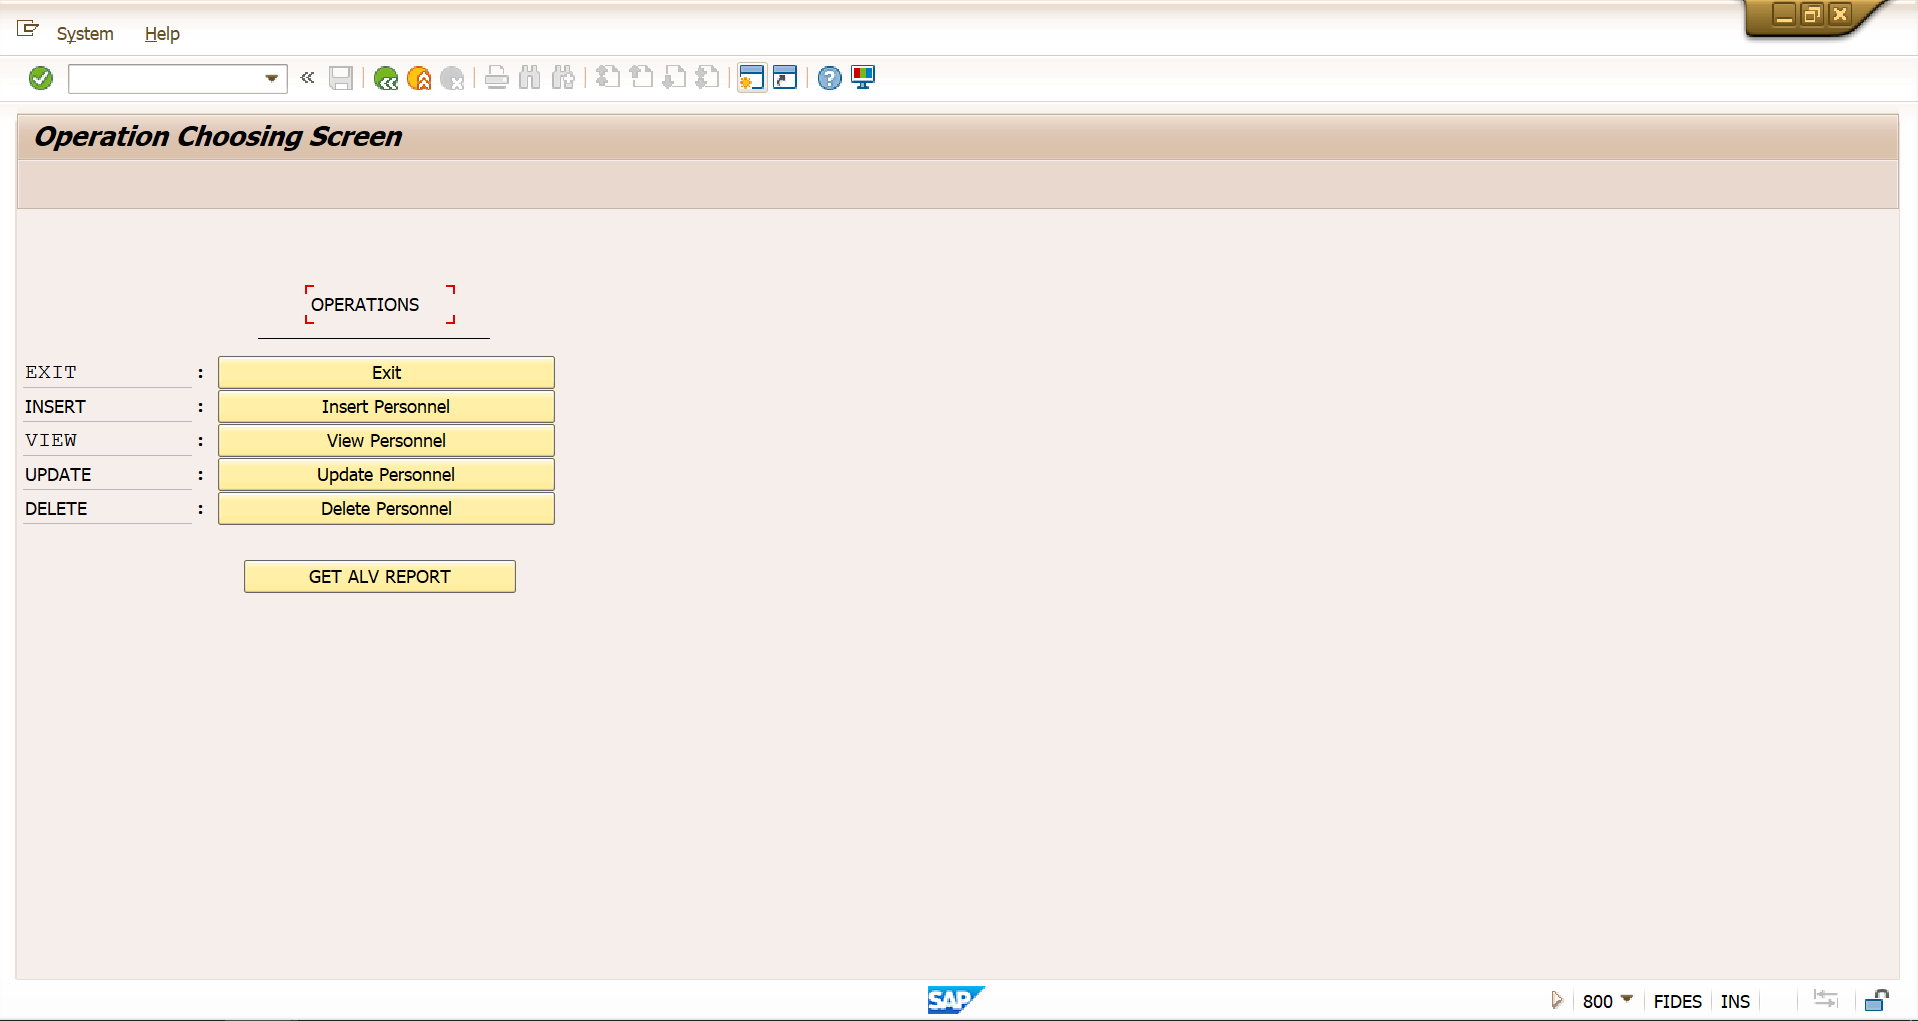 System Help
Operation Choosing Screen
OPERATIONS
EXIT : Exit
INSERT : Insert Personnel
VIEW : View Personnel
UPDATE : Update Personnel
DELETE : Delete Personnel
GET ALV REPORT
SAP 800 FIDES INS